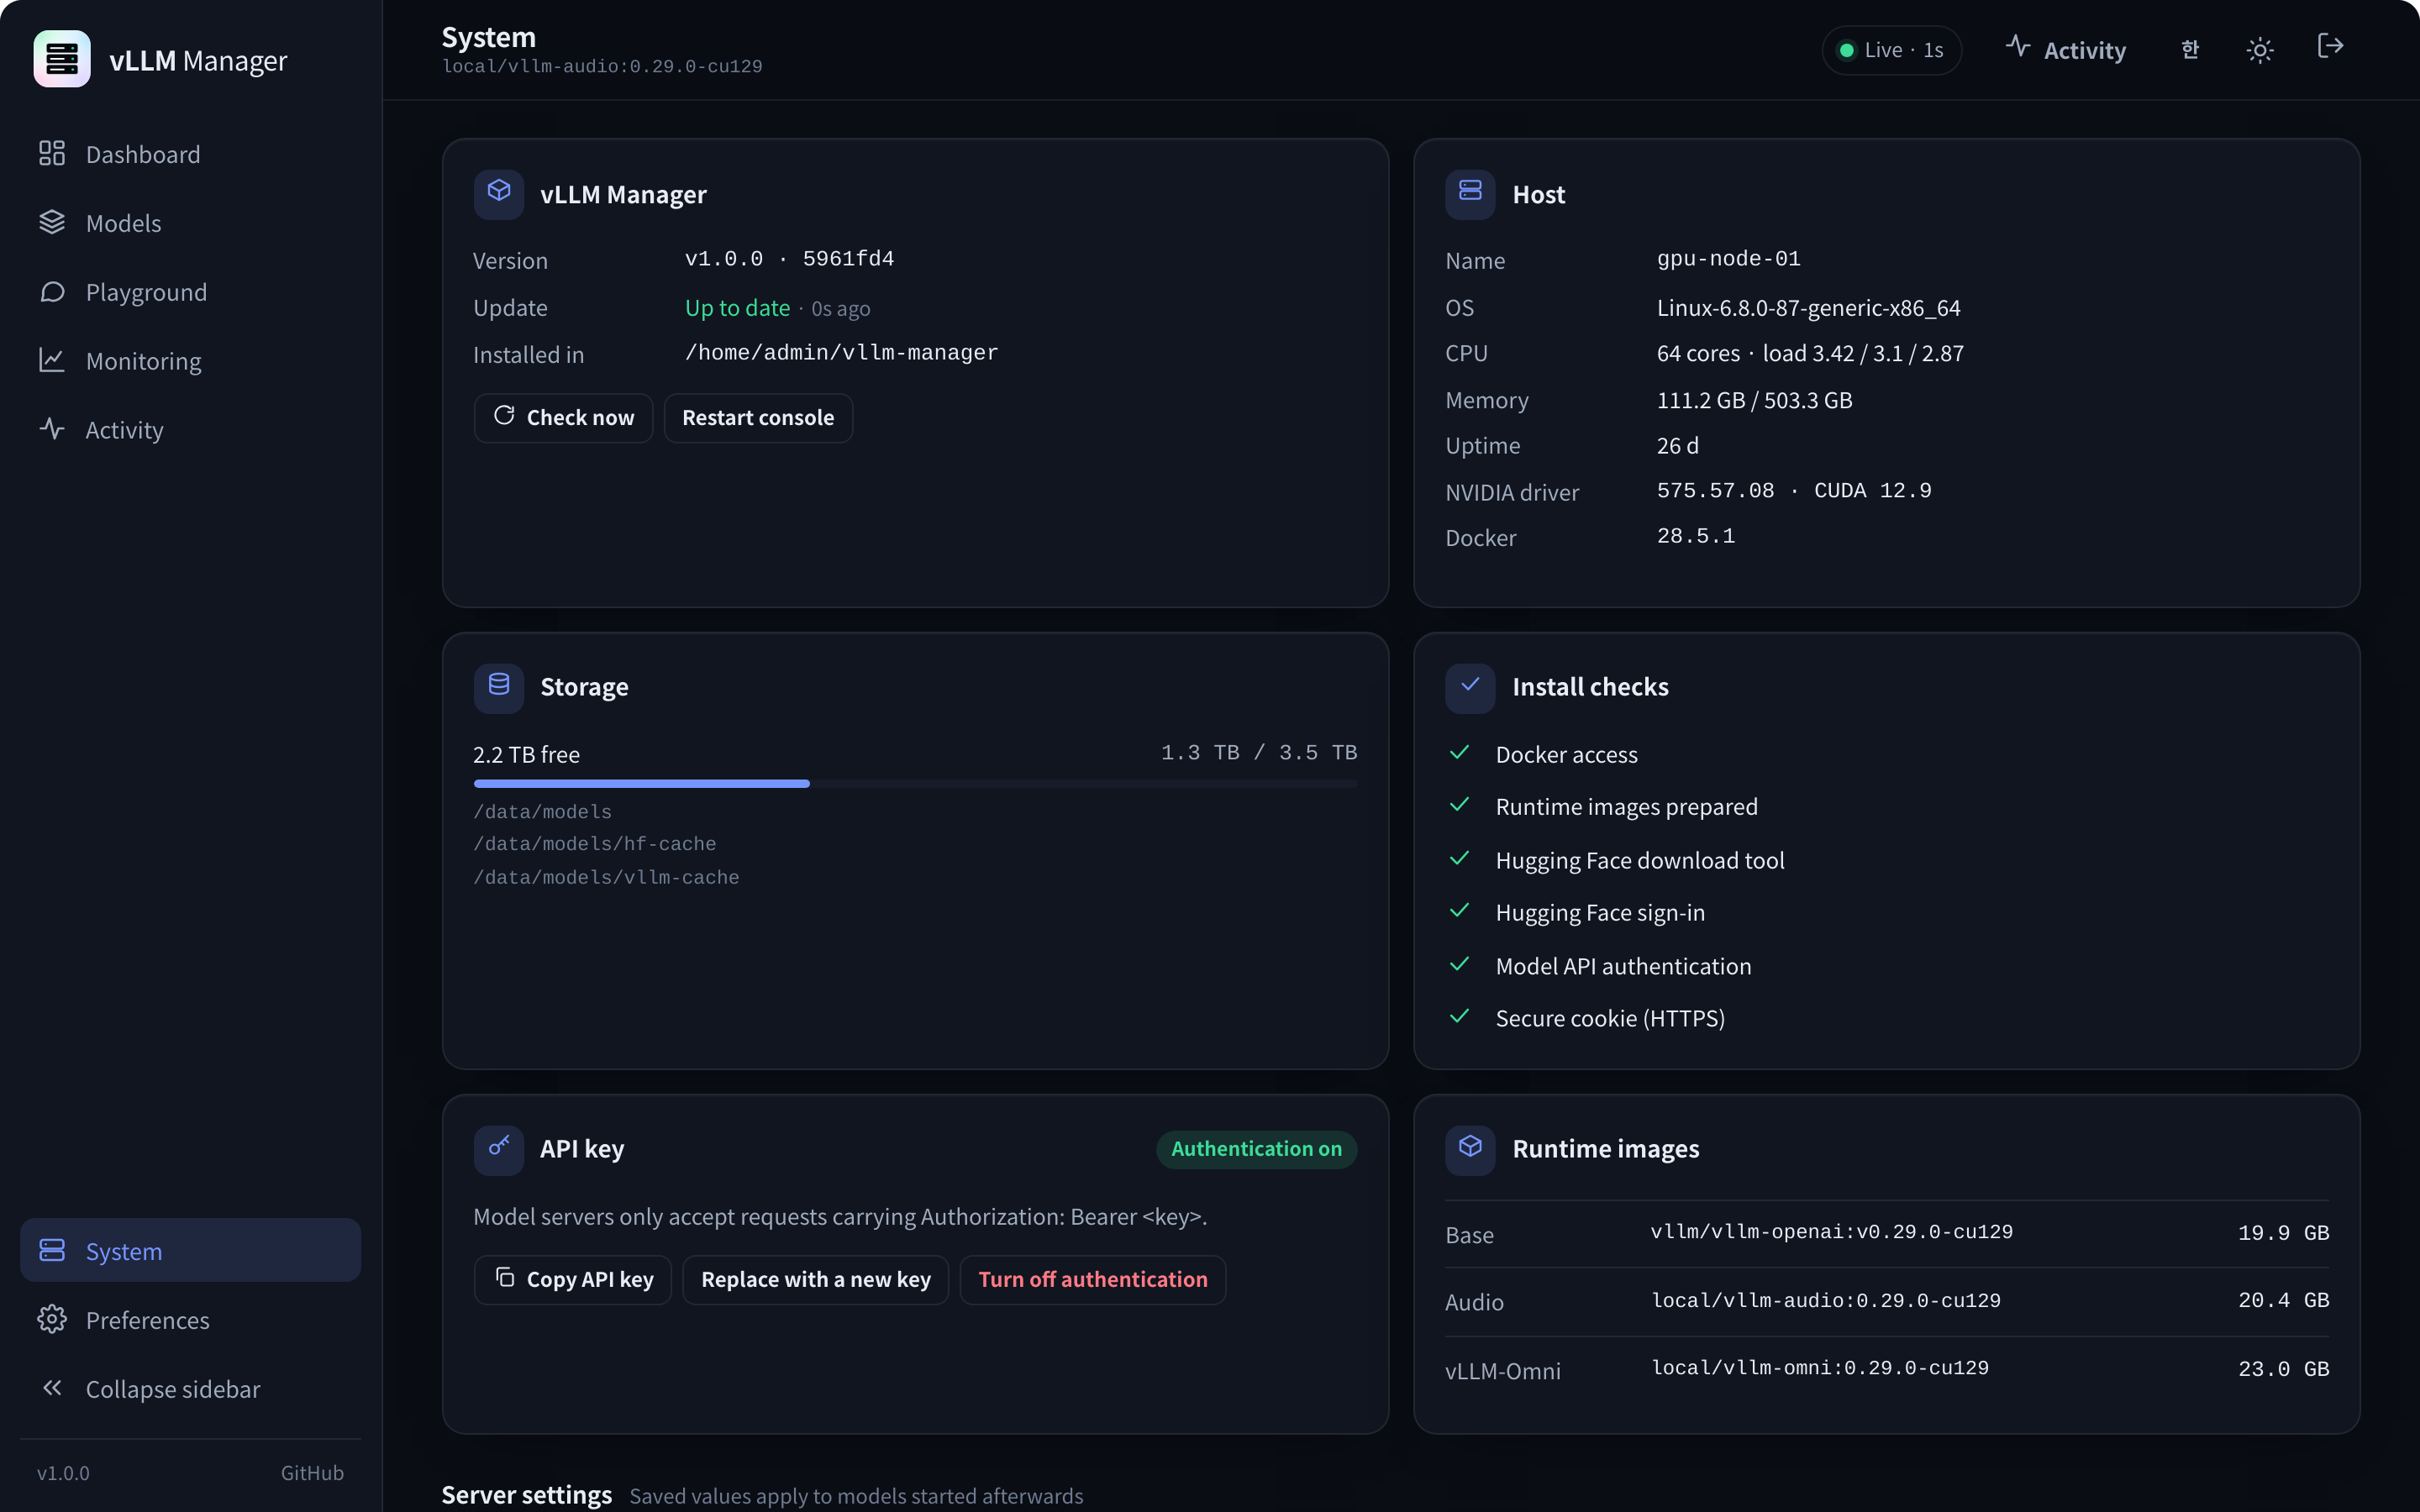 vLLM Manager
Dashboard
Models
Playground
Monitoring
Activity
System
Preferences
Collapse sidebar
v1.0.0 GitHub
System
local/vllm-audio:0.29.0-cu129
Live · 1s
Activity
한
vLLM Manager
Version v1.0.0 · 5961fd4
Update Up to date · 0s ago
Installed in /home/admin/vllm-manager
Check now Restart console
Host
Name gpu-node-01
OS Linux-6.8.0-87-generic-x86_64
CPU 64 cores · load 3.42 / 3.1 / 2.87
Memory 111.2 GB / 503.3 GB
Uptime 26 d
NVIDIA driver 575.57.08 · CUDA 12.9
Docker 28.5.1
Storage
2.2 TB free 1.3 TB / 3.5 TB
/data/models
/data/models/hf-cache
/data/models/vllm-cache
Install checks
Docker access
Runtime images prepared
Hugging Face download tool
Hugging Face sign-in
Model API authentication
Secure cookie (HTTPS)
API key Authentication on
Model servers only accept requests carrying Authorization: Bearer <key>.
Copy API key Replace with a new key Turn off authentication
Runtime images
Base vllm/vllm-openai:v0.29.0-cu129 19.9 GB
Audio local/vllm-audio:0.29.0-cu129 20.4 GB
vLLM-Omni local/vllm-omni:0.29.0-cu129 23.0 GB
Server settings Saved values apply to models started afterwards